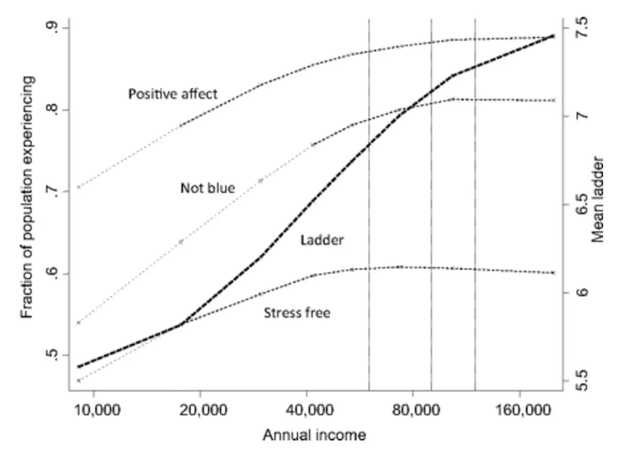 .9
.8
.7
.6
.5
Fraction of population experiencing
Positive affect
Not blue
Ladder
Stress free
7.5
7
6.5
6
5.5
Mean ladder
10,000 20,000 40,000 80,000 160,000
Annual income